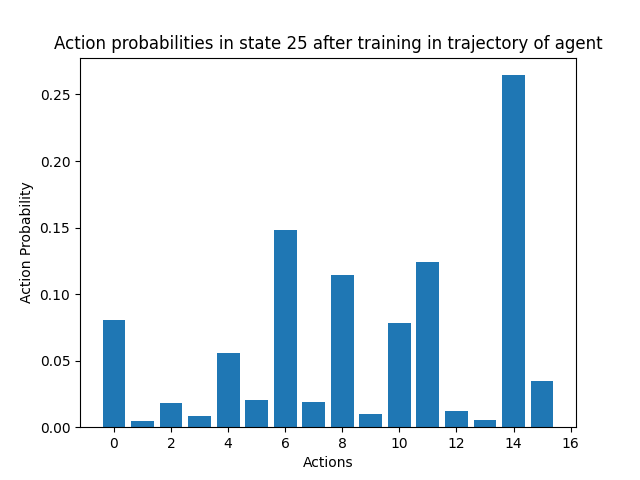 Action probabilities in state 25 after training in trajectory of agent
0.25
0.20
0.15
0.10
0.05
0.00
Action Probability
0 2 4 6 8 10 12 14 16
Actions